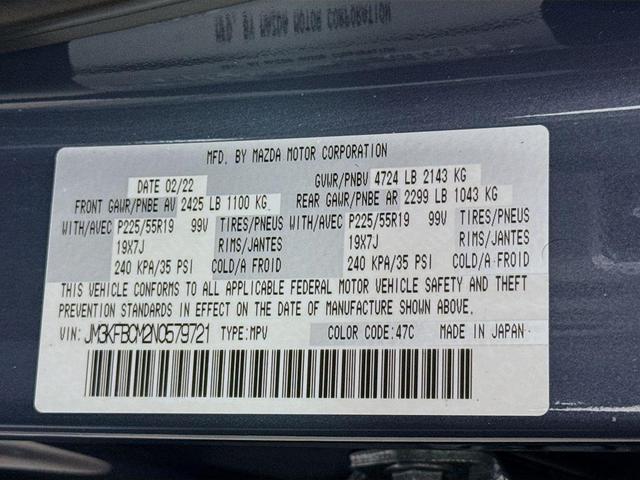 MFD. BY MAZDA MOTOR CORPORATION
DATE 02/22 GVWR/PNBV 4724 LB 2143 KG
FRONT GAWR/PNBE AV 2425 LB 1100 KG REAR GAWR/PNBE AR 2299 LB 1043 KG
WITH/AVEC P225/55R19 99V TIRES/PNEUS WITH/AVEC P225/55R19 99V TIRES/PNEUS
19X7J RIMS/JANTES 19X7J RIMS/JANTES
240 KPA/35 PSI COLD/A FROID 240 KPA/35 PSI COLD/A FROID
THIS VEHICLE CONFORMS TO ALL APPLICABLE FEDERAL MOTOR VEHICLE SAFETY AND THEFT
PREVENTION STANDARDS IN EFFECT ON THE DATE OF MANUFACTURE SHOWN ABOVE.
VIN: JM3KFBCM2N0579721 TYPE:MPV COLOR CODE:47C MADE IN JAPAN